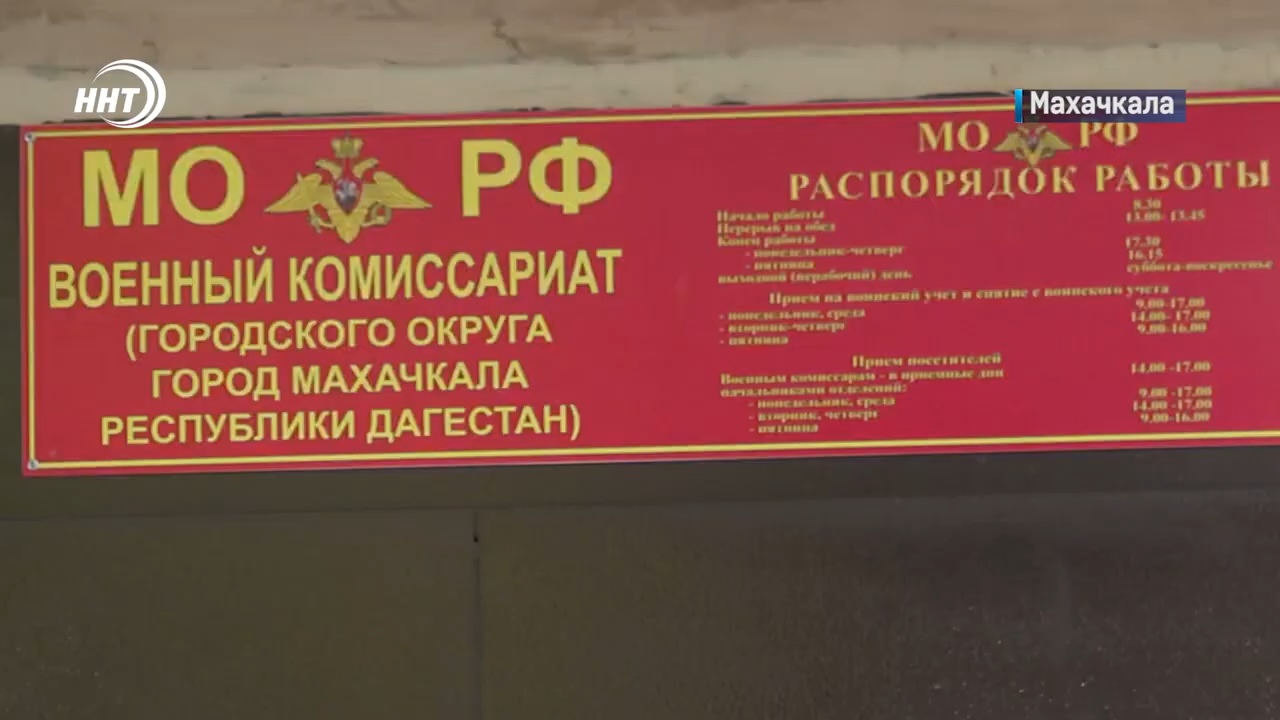 ННТ
Махачкала
МО РФ
ВОЕННЫЙ КОМИССАРИАТ
(ГОРОДСКОГО ОКРУГА
ГОРОД МАХАЧКАЛА
РЕСПУБЛИКИ ДАГЕСТАН)
МО РФ
РАСПОРЯДОК РАБОТЫ
Начало работы 8.30
Перерыв на обед 13.00- 13.45
Конец работы
- понедельник-четверг 17.30
- пятница 16.15
выходной (нерабочий) день суббота-воскресенье
Прием на воинский учет и снятие с воинского учета
- понедельник, среда 9.00-17.00
- вторник-четверг 14.00- 17.00
- пятница 9.00-16.00
Прием посетителей
Военным комиссарам - в приемные дни 14.00 -17.00
начальниками отделений:
- понедельник, среда 9.00 -17.00
- вторник, четверг 14.00 -17.00
- пятница 9.00-16.00